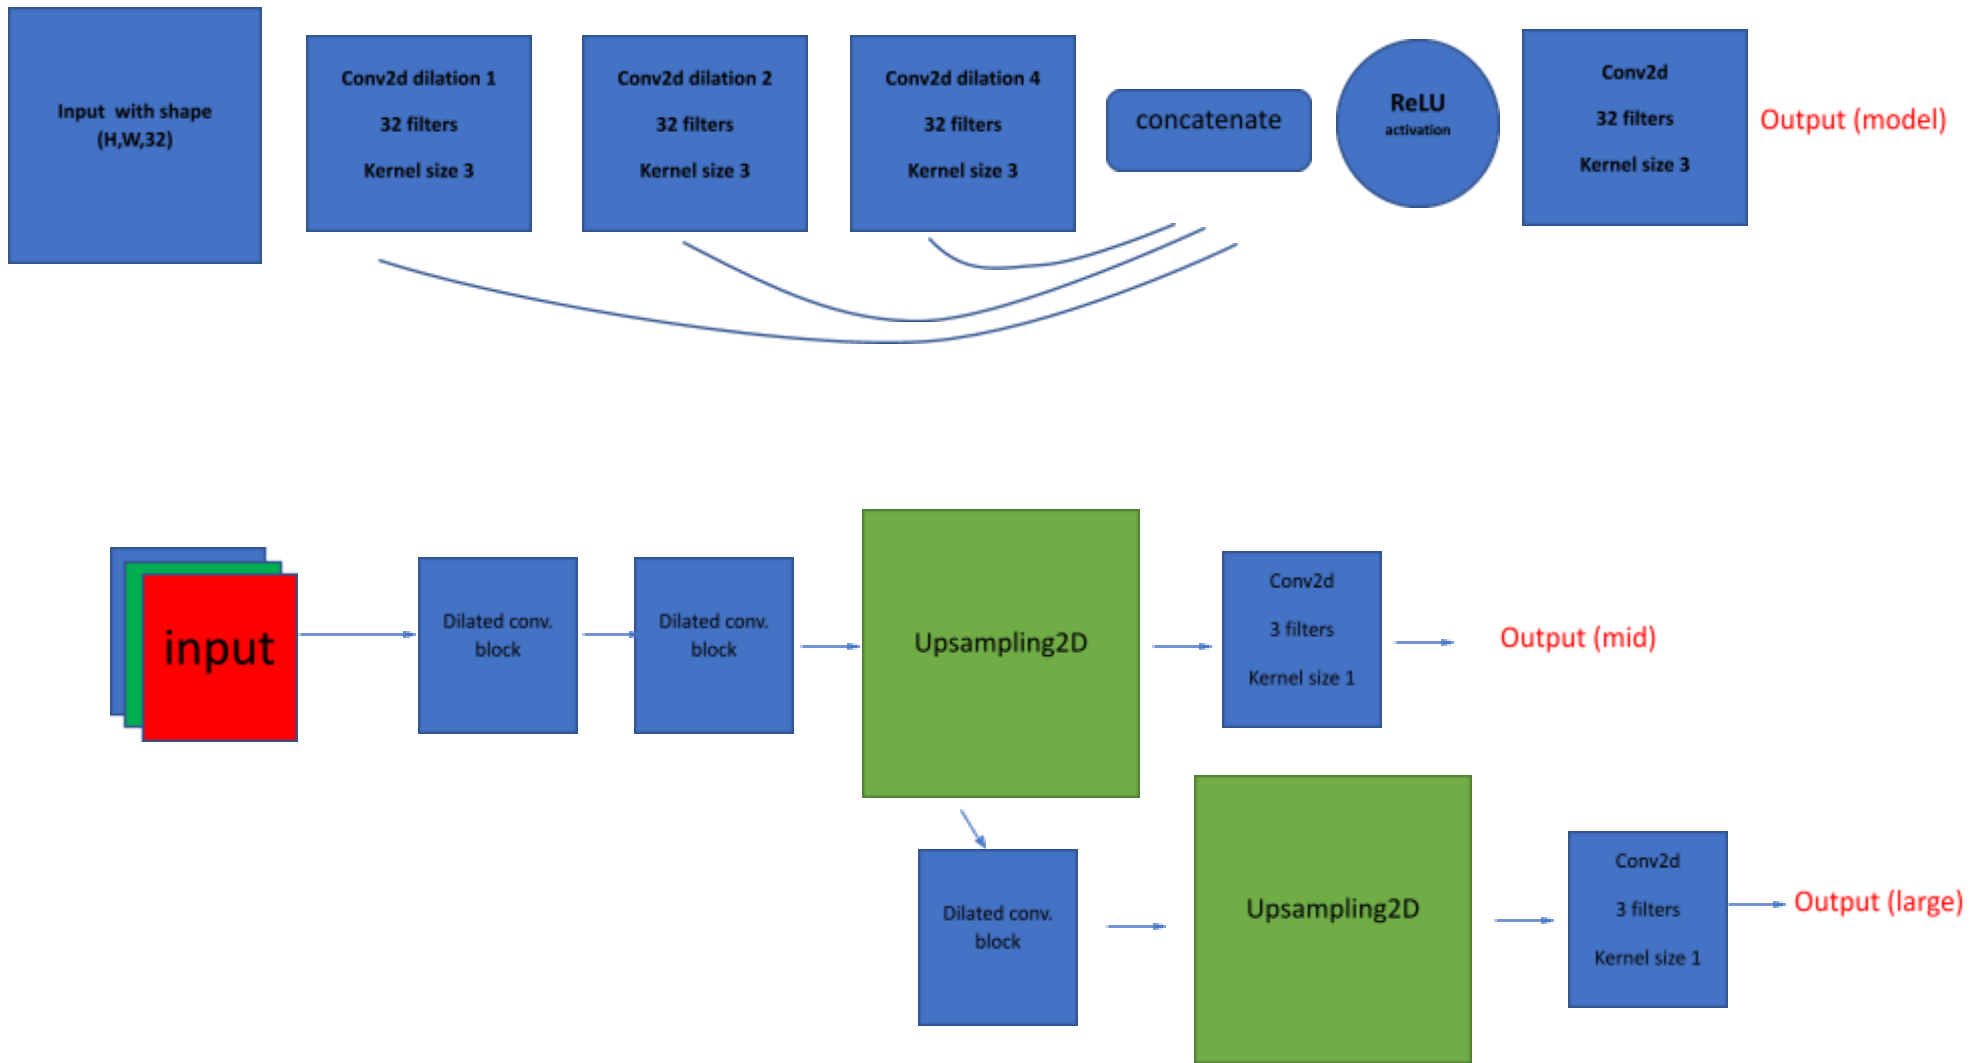 Input with shape
(H,W,32)
Conv2d dilation 1
32 filters
Kernel size 3
Conv2d dilation 2
32 filters
Kernel size 3
Conv2d dilation 4
32 filters
Kernel size 3
concatenate
ReLU
activation
Conv2d
32 filters
Kernel size 3
Output (model)
input
Dilated conv.
block
Dilated conv.
block
Upsampling2D
Conv2d
3 filters
Kernel size 1
Output (mid)
Dilated conv.
block
Upsampling2D
Conv2d
3 filters
Kernel size 1
Output (large)